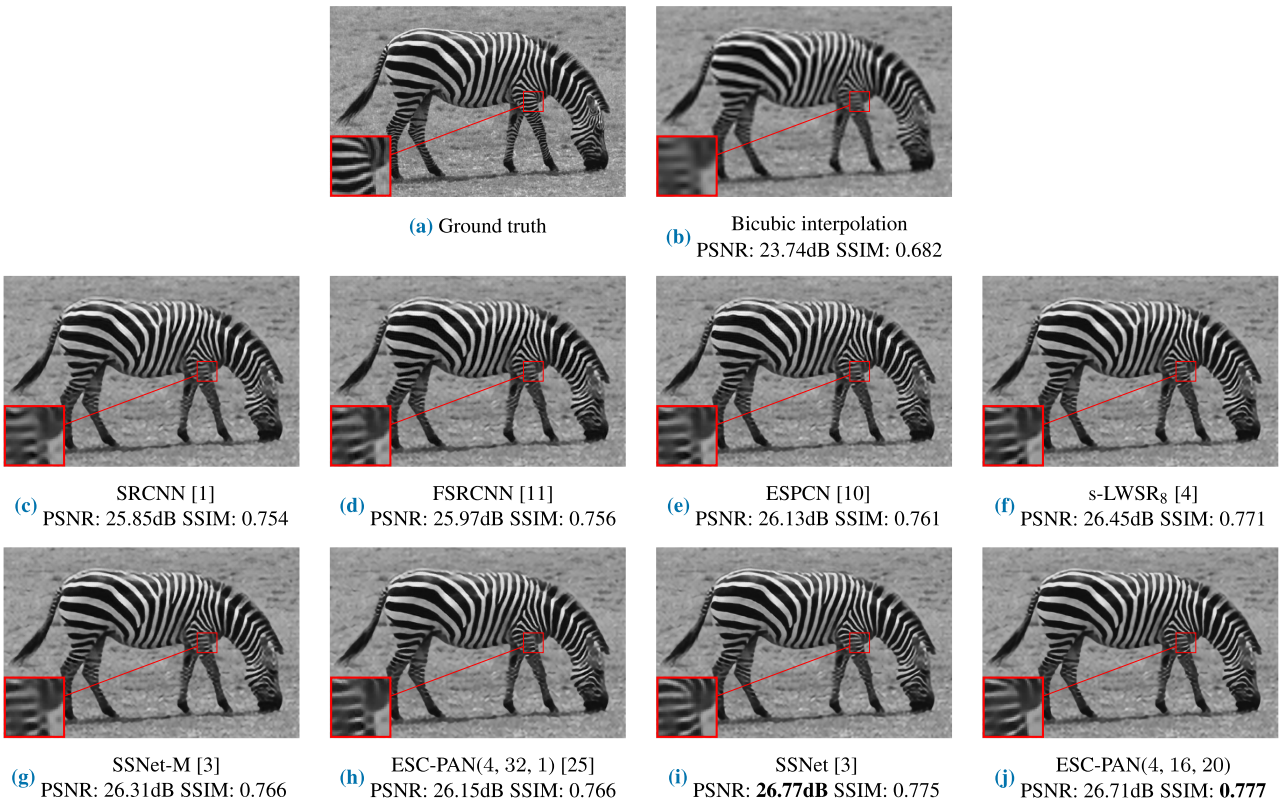 (a) Ground truth
(b) Bicubic interpolation
PSNR: 23.74dB SSIM: 0.682
(c) SRCNN [1]
PSNR: 25.85dB SSIM: 0.754
(d) FSRCNN [11]
PSNR: 25.97dB SSIM: 0.756
(e) ESPCN [10]
PSNR: 26.13dB SSIM: 0.761
(f) s-LWSR₈ [4]
PSNR: 26.45dB SSIM: 0.771
(g) SSNet-M [3]
PSNR: 26.31dB SSIM: 0.766
(h) ESC-PAN(4, 32, 1) [25]
PSNR: 26.15dB SSIM: 0.766
(i) SSNet [3]
PSNR: 26.77dB SSIM: 0.775
(j) ESC-PAN(4, 16, 20)
PSNR: 26.71dB SSIM: 0.777